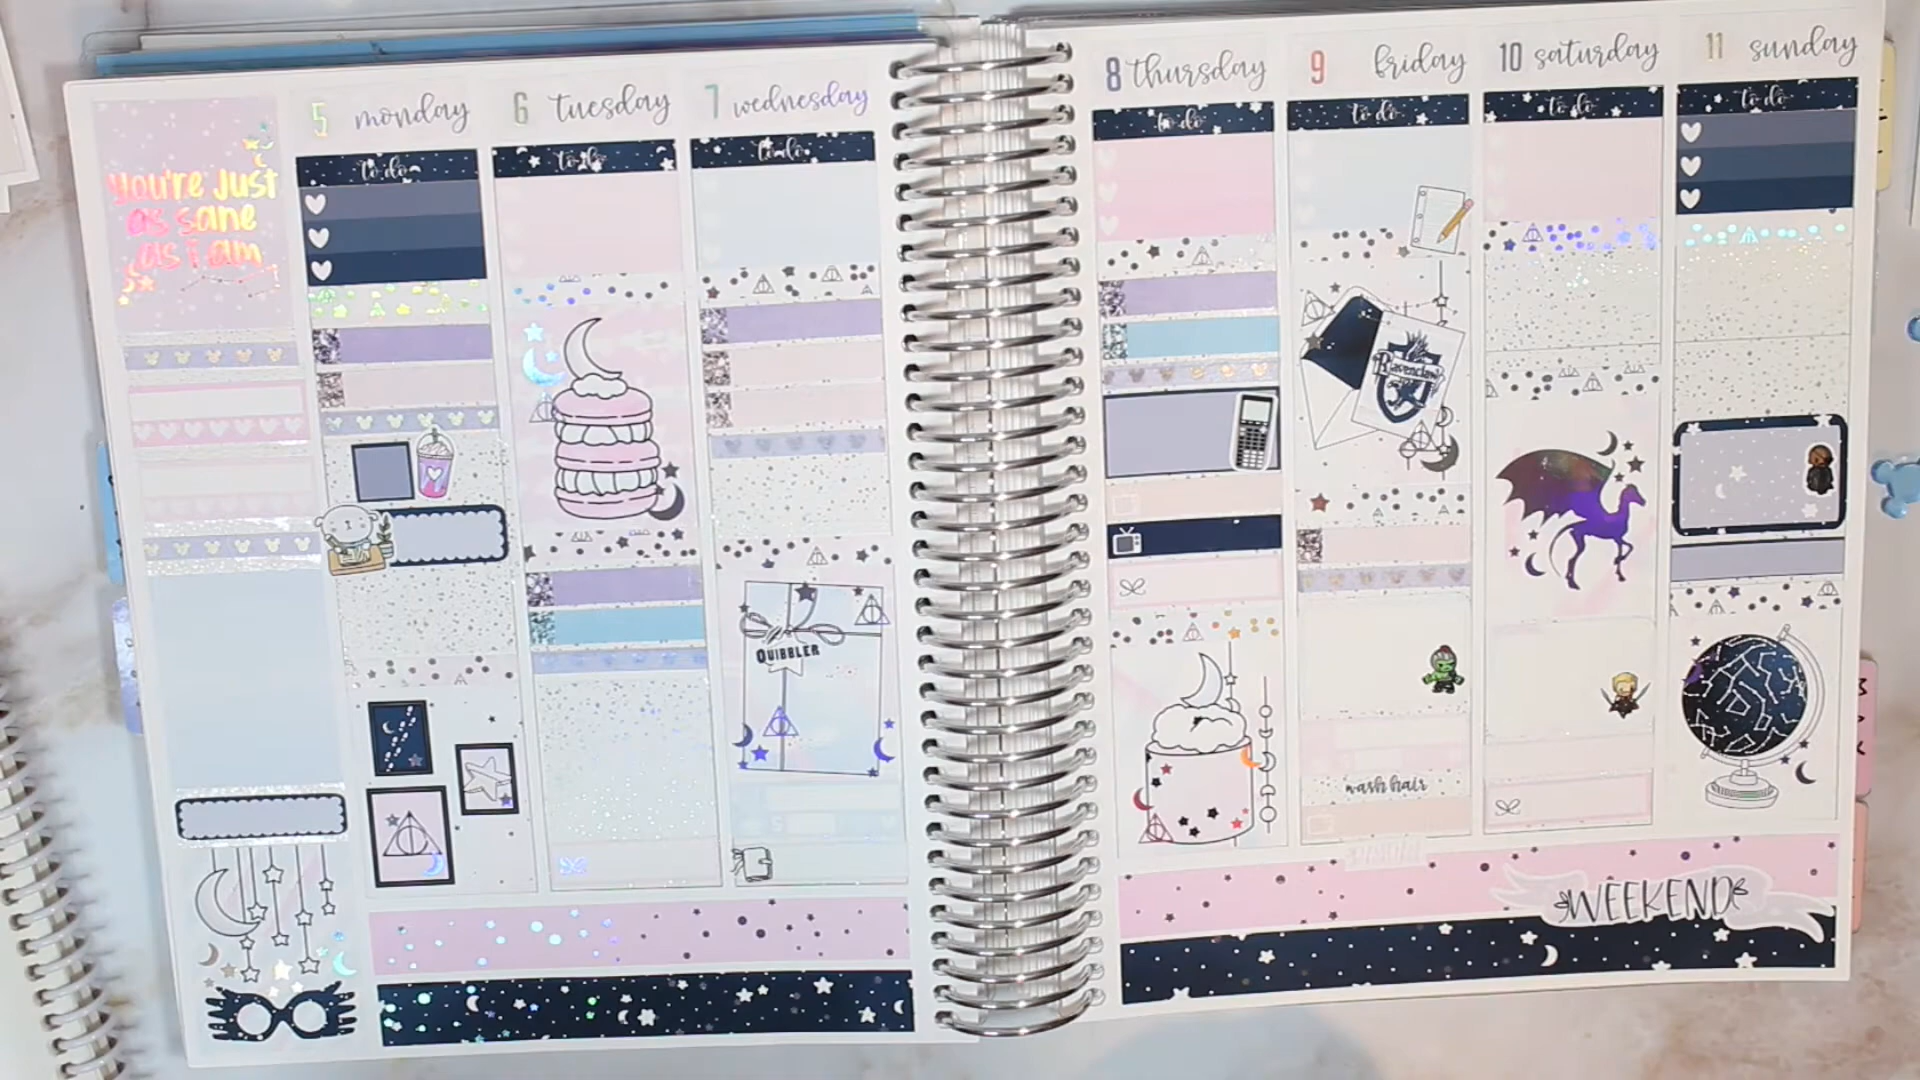 5 monday
6 tuesday
7 wednesday
8 thursday
9 friday
10 saturday
11 sunday
to do
to do
to do
to do
to do
to do
to do
You're just
as sane
as i am
Ravenclaw
Quibbler
wash hair
WEEKEND